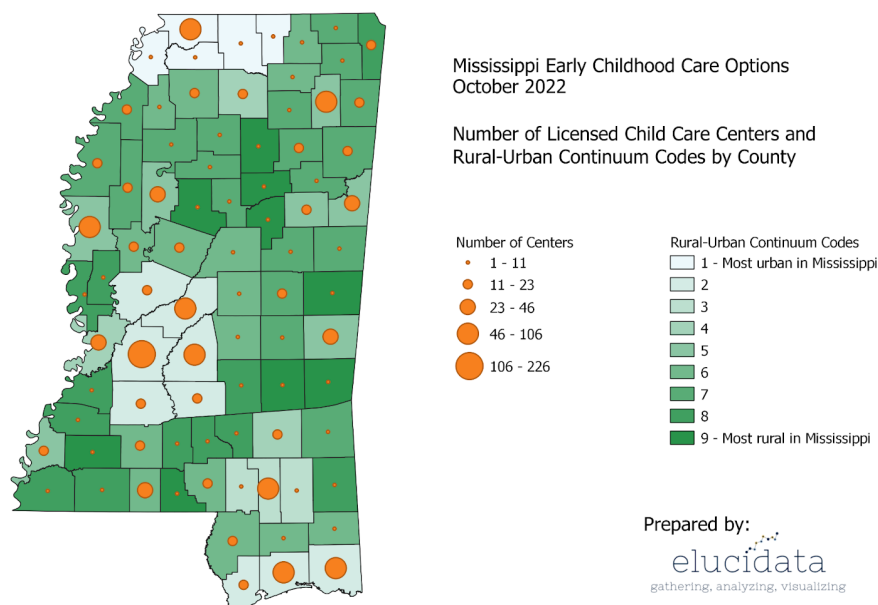 Mississippi Early Childhood Care Options
October 2022
Number of Licensed Child Care Centers and
Rural-Urban Continuum Codes by County
Number of Centers
1 - 11
11 - 23
23 - 46
46 - 106
106 - 226
Rural-Urban Continuum Codes
1 - Most urban in Mississippi
2
3
4
5
6
7
8
9 - Most rural in Mississippi
Prepared by:
elucidata
gathering, analyzing, visualizing